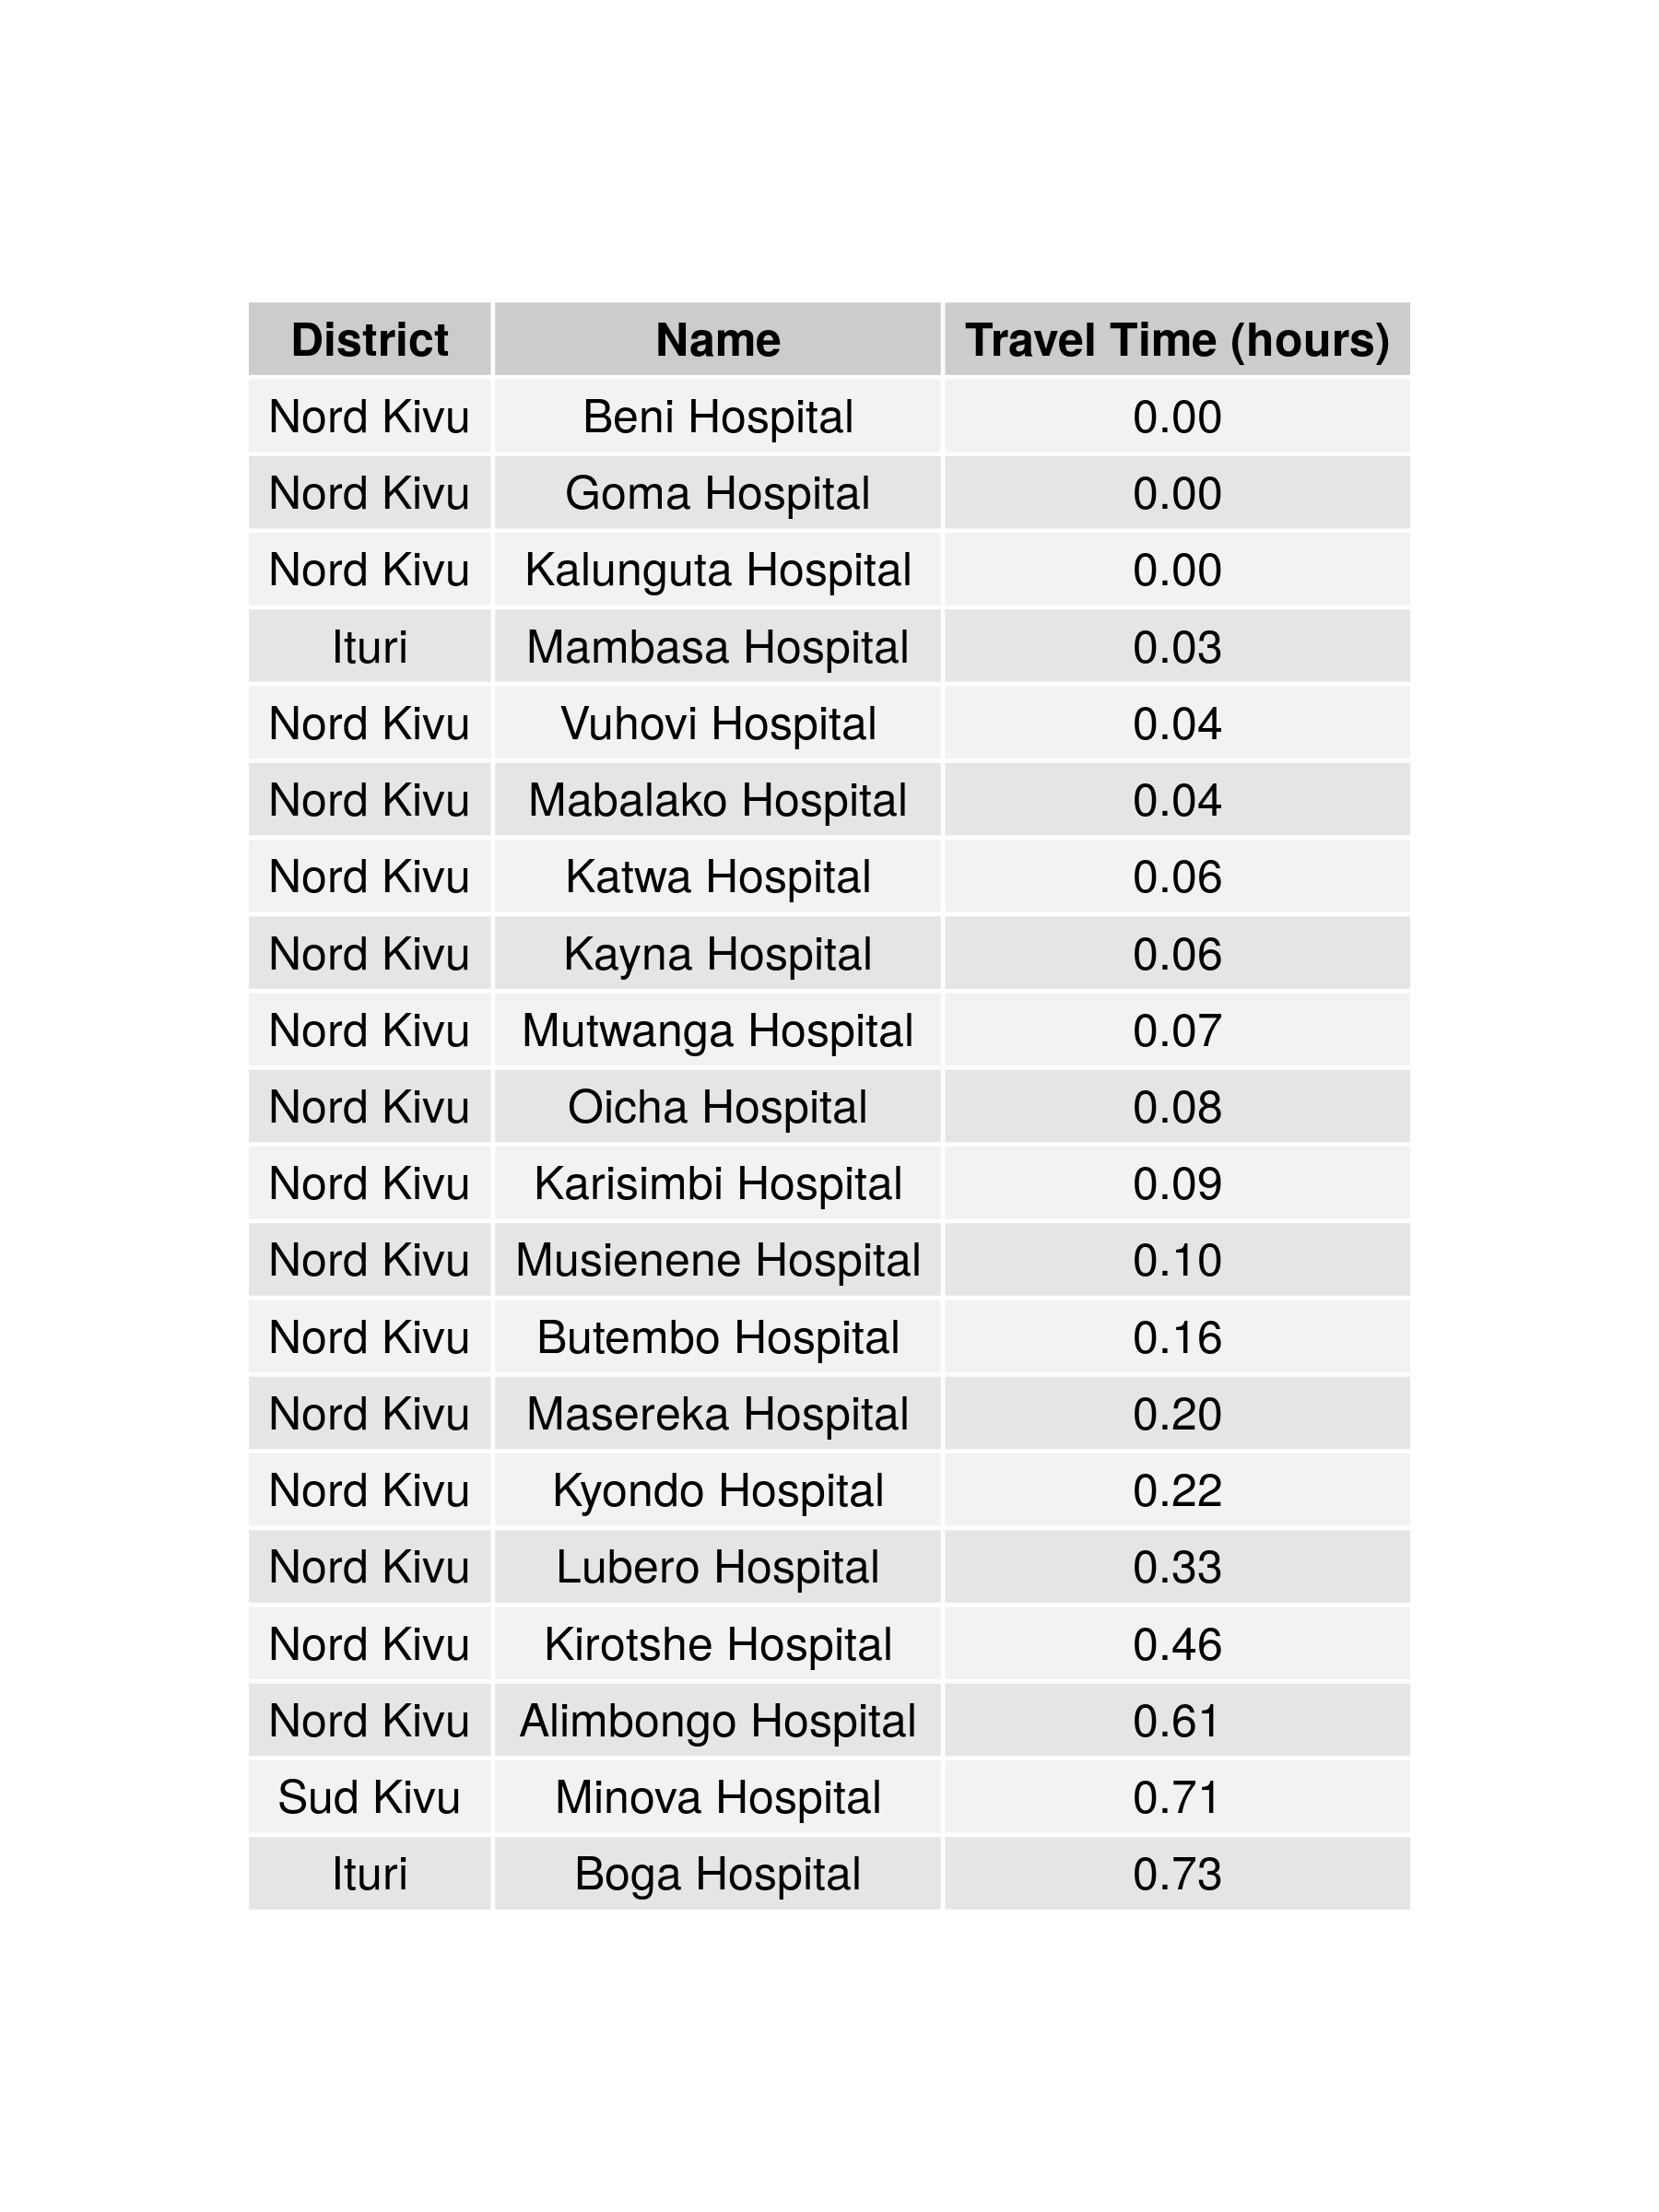 District Name Travel Time (hours)
Nord Kivu Beni Hospital 0.00
Nord Kivu Goma Hospital 0.00
Nord Kivu Kalunguta Hospital 0.00
Ituri Mambasa Hospital 0.03
Nord Kivu Vuhovi Hospital 0.04
Nord Kivu Mabalako Hospital 0.04
Nord Kivu Katwa Hospital 0.06
Nord Kivu Kayna Hospital 0.06
Nord Kivu Mutwanga Hospital 0.07
Nord Kivu Oicha Hospital 0.08
Nord Kivu Karisimbi Hospital 0.09
Nord Kivu Musienene Hospital 0.10
Nord Kivu Butembo Hospital 0.16
Nord Kivu Masereka Hospital 0.20
Nord Kivu Kyondo Hospital 0.22
Nord Kivu Lubero Hospital 0.33
Nord Kivu Kirotshe Hospital 0.46
Nord Kivu Alimbongo Hospital 0.61
Sud Kivu Minova Hospital 0.71
Ituri Boga Hospital 0.73